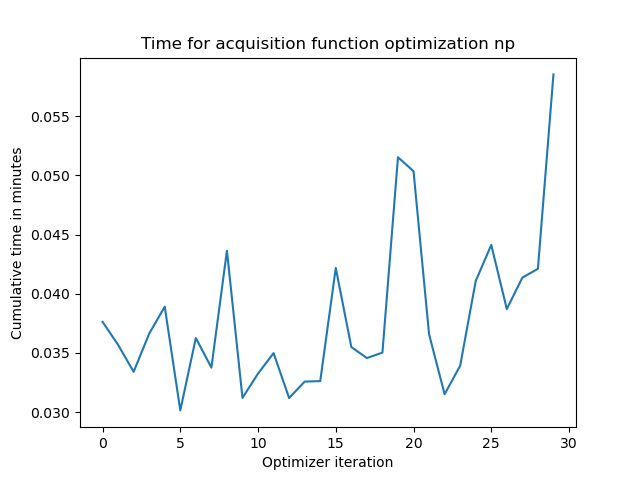 Time for acquisition function optimization np
Cumulative time in minutes
0.055
0.050
0.045
0.040
0.035
0.030
0 5 10 15 20 25 30
Optimizer iteration